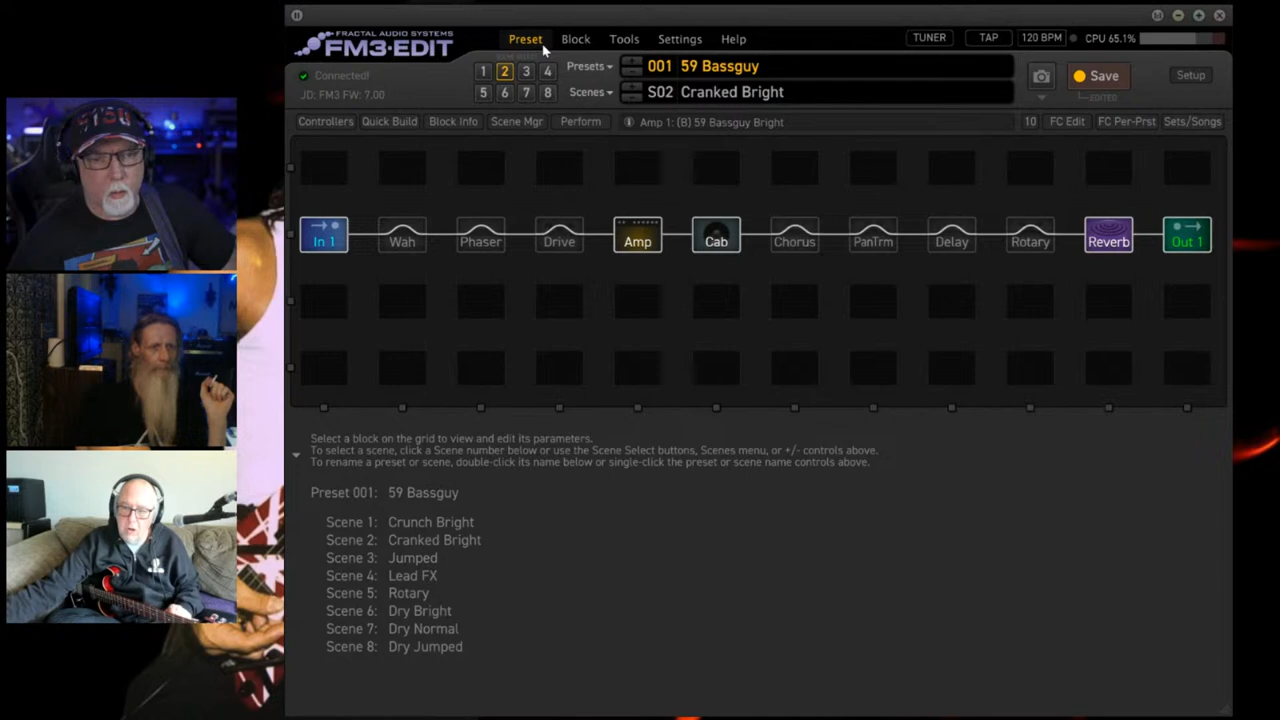 FRACTAL AUDIO SYSTEMS
FM3-EDIT
Preset Block Tools Settings Help
TUNER TAP 120 BPM CPU 65.1%
Connected!
JD: FM3 FW: 7.00
1 2 3 4
5 6 7 8
Presets 001 59 Bassguy
Scenes S02 Cranked Bright
Save
EDITED
Setup
Controllers Quick Build Block Info Scene Mgr Perform Amp 1: (B) 59 Bassguy Bright 10 FC Edit FC Per-Prst Sets/Songs
In 1 Wah Phaser Drive Amp Cab Chorus PanTrm Delay Rotary Reverb Out 1
Select a block on the grid to view and edit its parameters.
To select a scene, click a Scene number below or use the Scene Select buttons, Scenes menu, or +/- controls above.
To rename a preset or scene, double-click its name below or single-click the preset or scene name controls above.
Preset 001: 59 Bassguy
Scene 1: Crunch Bright
Scene 2: Cranked Bright
Scene 3: Jumped
Scene 4: Lead FX
Scene 5: Rotary
Scene 6: Dry Bright
Scene 7: Dry Normal
Scene 8: Dry Jumped